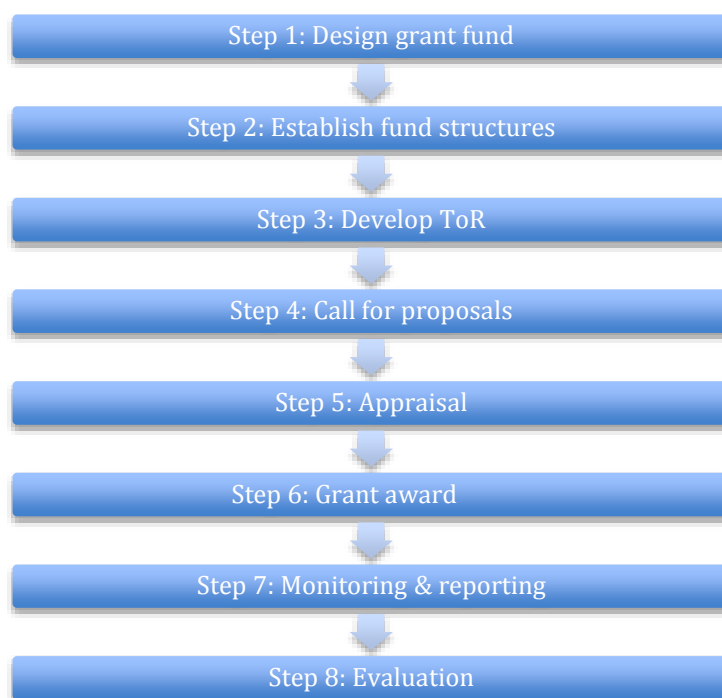 Step 1: Design grant fund
Step 2: Establish fund structures
Step 3: Develop ToR
Step 4: Call for proposals
Step 5: Appraisal
Step 6: Grant award
Step 7: Monitoring & reporting
Step 8: Evaluation